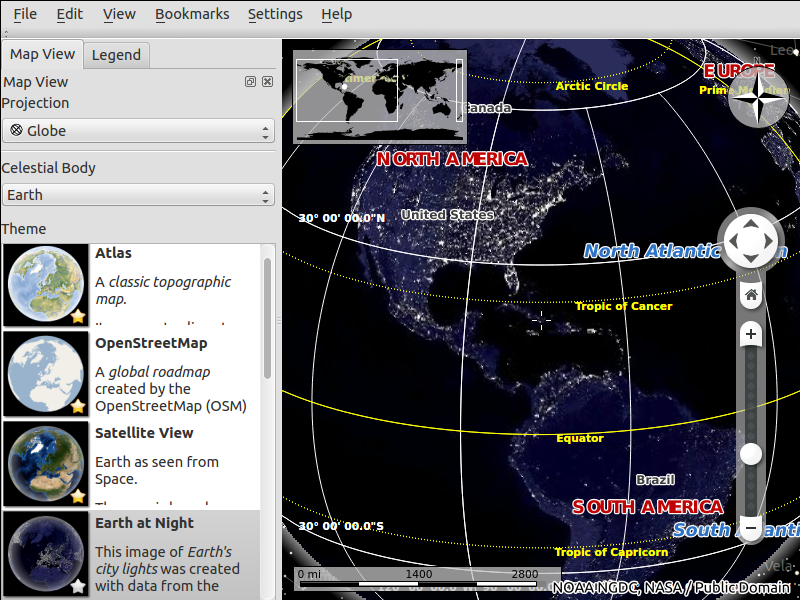 File Edit View Bookmarks Settings Help
Map View Legend
Map View
Projection
Globe
Celestial Body
Earth
Theme
Atlas
A classic topographic
map.
OpenStreetMap
A global roadmap
created by the
OpenStreetMap (OSM)
Satellite View
Earth as seen from
Space.
Earth at Night
This image of Earth's
city lights was created
with data from the
EUROPE
Arctic Circle
Prime Meridian
Canada
NORTH AMERICA
30° 00' 00.0"N
United States
North Atlantic
Tropic of Cancer
Equator
Brazil
SOUTH AMERICA
30° 00' 00.0"S
South Atlanti
Tropic of Capricorn
Vela
0 mi 1400 2800
NOAA NGDC, NASA / Public Domain